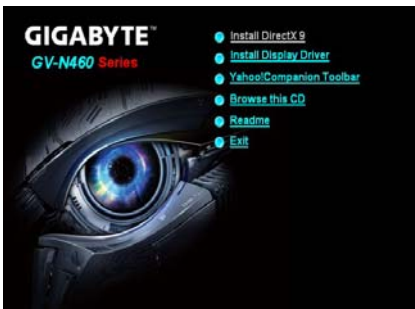 GIGABYTE™
GV-N460 Series
Install DirectX 9
Install Display Driver
Yahoo!Companion Toolbar
Browse this CD
Readme
Exit